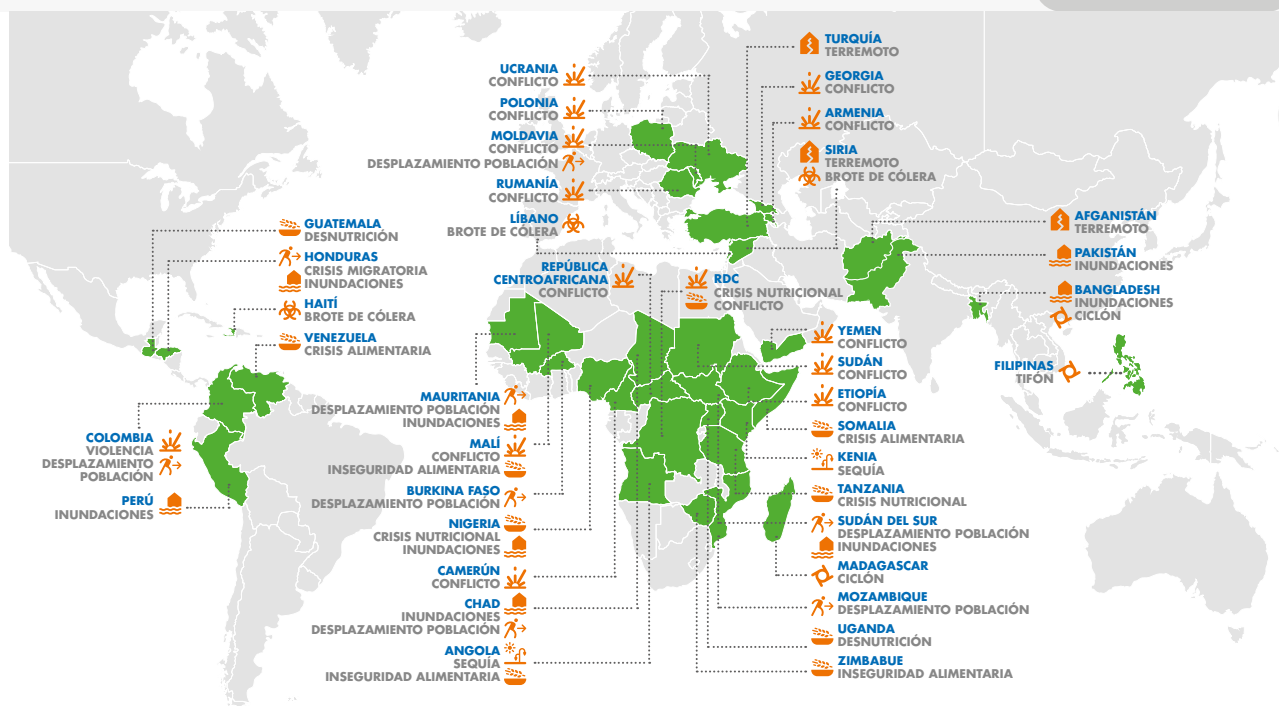 UCRANIA
CONFLICTO
POLONIA
CONFLICTO
MOLDAVIA
CONFLICTO
DESPLAZAMIENTO POBLACIÓN
RUMANÍA
CONFLICTO
LÍBANO
BROTE DE CÓLERA
TURQUÍA
TERREMOTO
GEORGIA
CONFLICTO
ARMENIA
CONFLICTO
SIRIA
TERREMOTO
BROTE DE CÓLERA
GUATEMALA
DESNUTRICIÓN
HONDURAS
CRISIS MIGRATORIA
INUNDACIONES
HAITÍ
BROTE DE CÓLERA
VENEZUELA
CRISIS ALIMENTARIA
COLOMBIA
VIOLENCIA
DESPLAZAMIENTO
POBLACIÓN
PERÚ
INUNDACIONES
REPÚBLICA
CENTROAFRICANA
CONFLICTO
RDC
CRISIS NUTRICIONAL
CONFLICTO
MAURITANIA
DESPLAZAMIENTO POBLACIÓN
INUNDACIONES
MALÍ
CONFLICTO
INSEGURIDAD ALIMENTARIA
BURKINA FASO
DESPLAZAMIENTO POBLACIÓN
NIGERIA
CRISIS NUTRICIONAL
INUNDACIONES
CAMERÚN
CONFLICTO
CHAD
INUNDACIONES
DESPLAZAMIENTO POBLACIÓN
ANGOLA
SEQUÍA
INSEGURIDAD ALIMENTARIA
YEMEN
CONFLICTO
SUDÁN
CONFLICTO
ETIOPÍA
CONFLICTO
SOMALIA
CRISIS ALIMENTARIA
KENIA
SEQUÍA
TANZANIA
CRISIS NUTRICIONAL
SUDÁN DEL SUR
DESPLAZAMIENTO POBLACIÓN
INUNDACIONES
MADAGASCAR
CICLÓN
MOZAMBIQUE
DESPLAZAMIENTO POBLACIÓN
UGANDA
DESNUTRICIÓN
ZIMBABUE
INSEGURIDAD ALIMENTARIA
AFGANISTÁN
TERREMOTO
PAKISTÁN
INUNDACIONES
BANGLADESH
INUNDACIONES
CICLÓN
FILIPINAS
TIFÓN